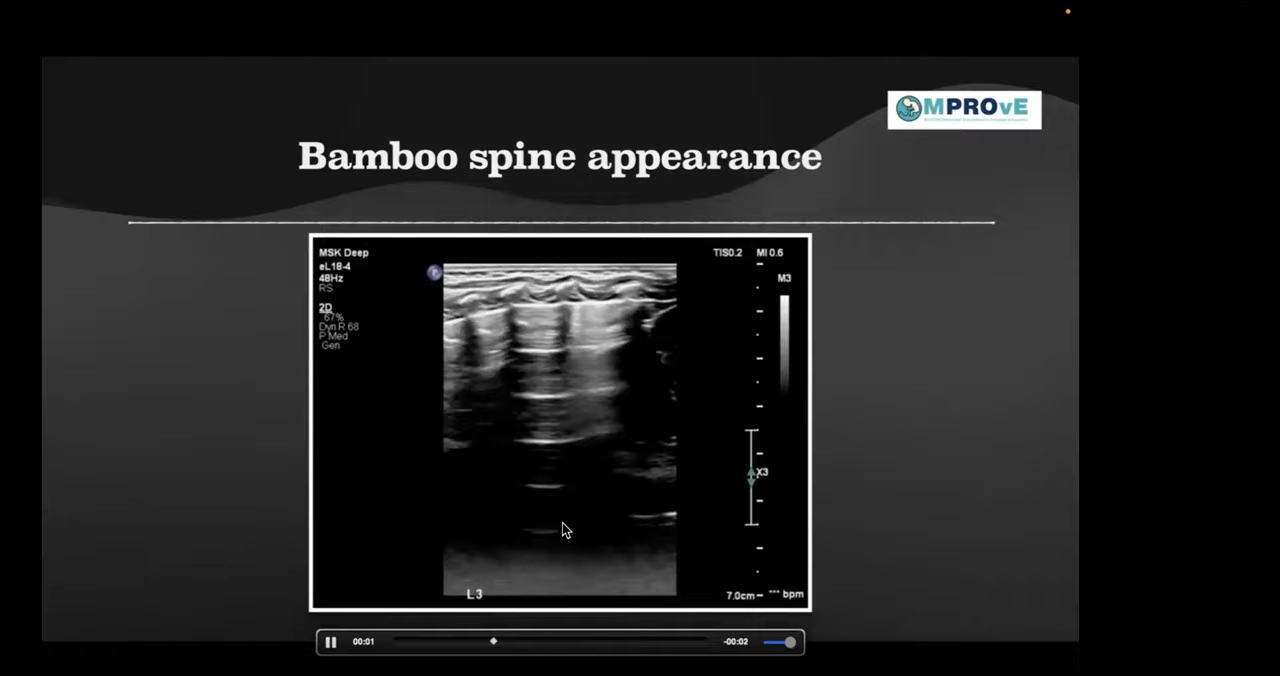 MPROvE
Bamboo spine appearance
MSK Deep
TIS0.2 MI 0.6
eL18-4
48Hz
RS
M3
2D
67%
Dyn R 68
P Med
Gen
X3
L3
7.0cm
*** bpm
00:01
-00:02